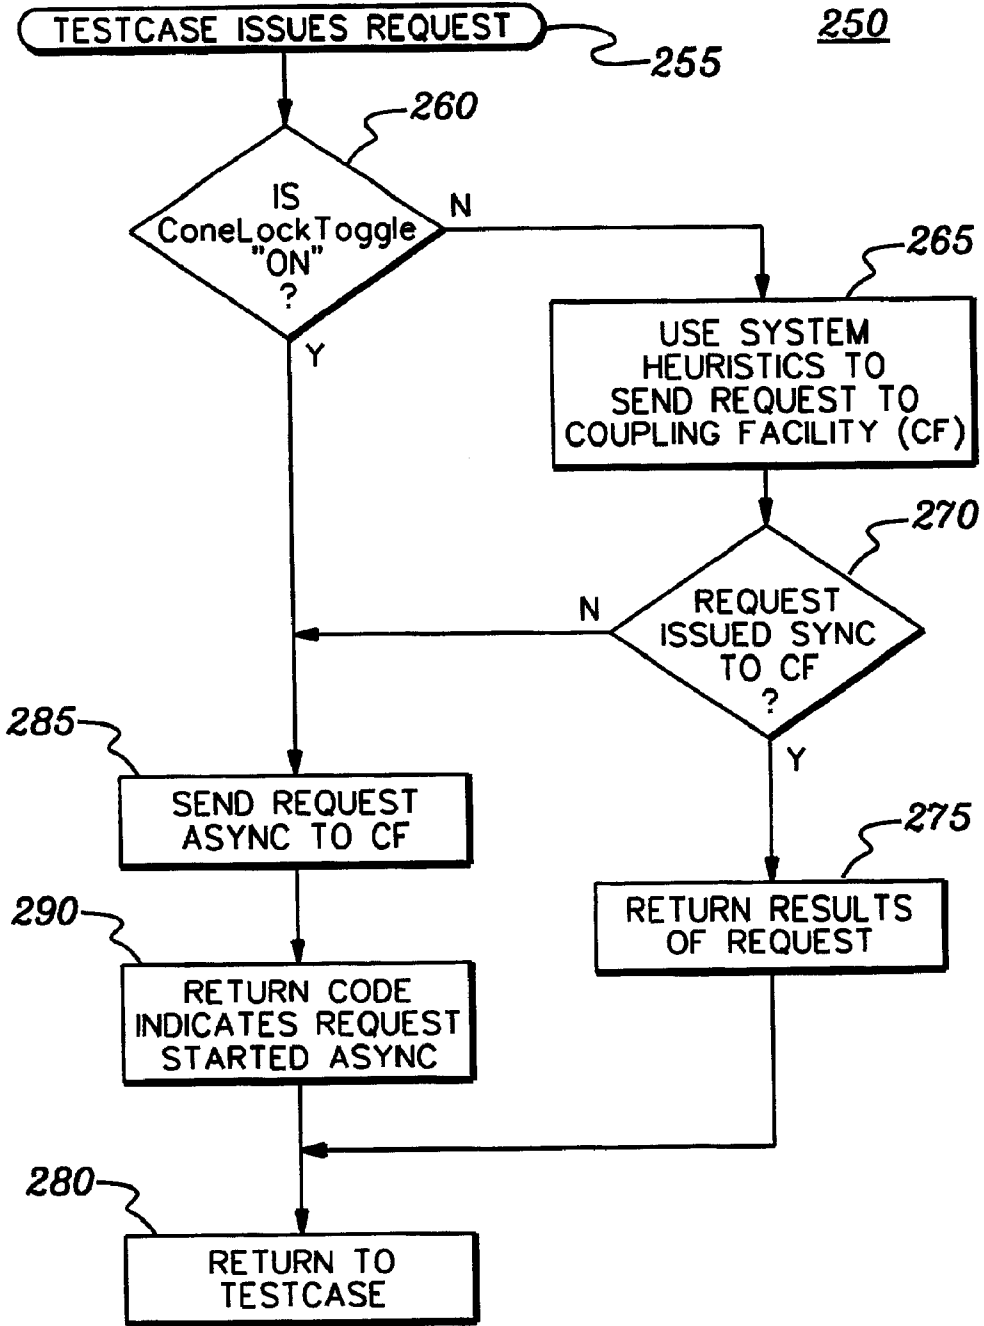 TESTCASE ISSUES REQUEST
250
255
260
IS
ConeLockToggle
"ON"
?
N
Y
265
USE SYSTEM
HEURISTICS TO
SEND REQUEST TO
COUPLING FACILITY (CF)
270
REQUEST
ISSUED SYNC
TO CF
?
N
Y
285
SEND REQUEST
ASYNC TO CF
275
RETURN RESULTS
OF REQUEST
290
RETURN CODE
INDICATES REQUEST
STARTED ASYNC
280
RETURN TO
TESTCASE